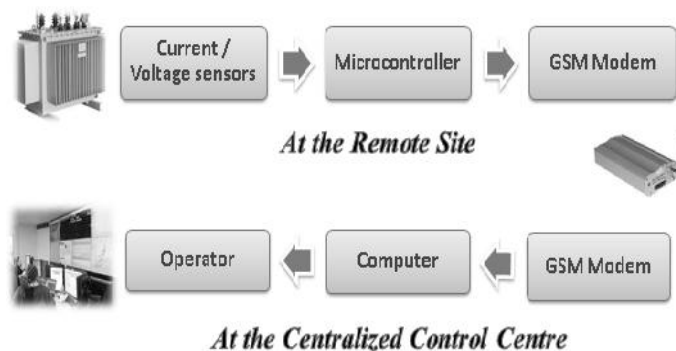 Current /
Voltage sensors
Microcontroller
GSM Modem
At the Remote Site
Operator
Computer
GSM Modem
At the Centralized Control Centre